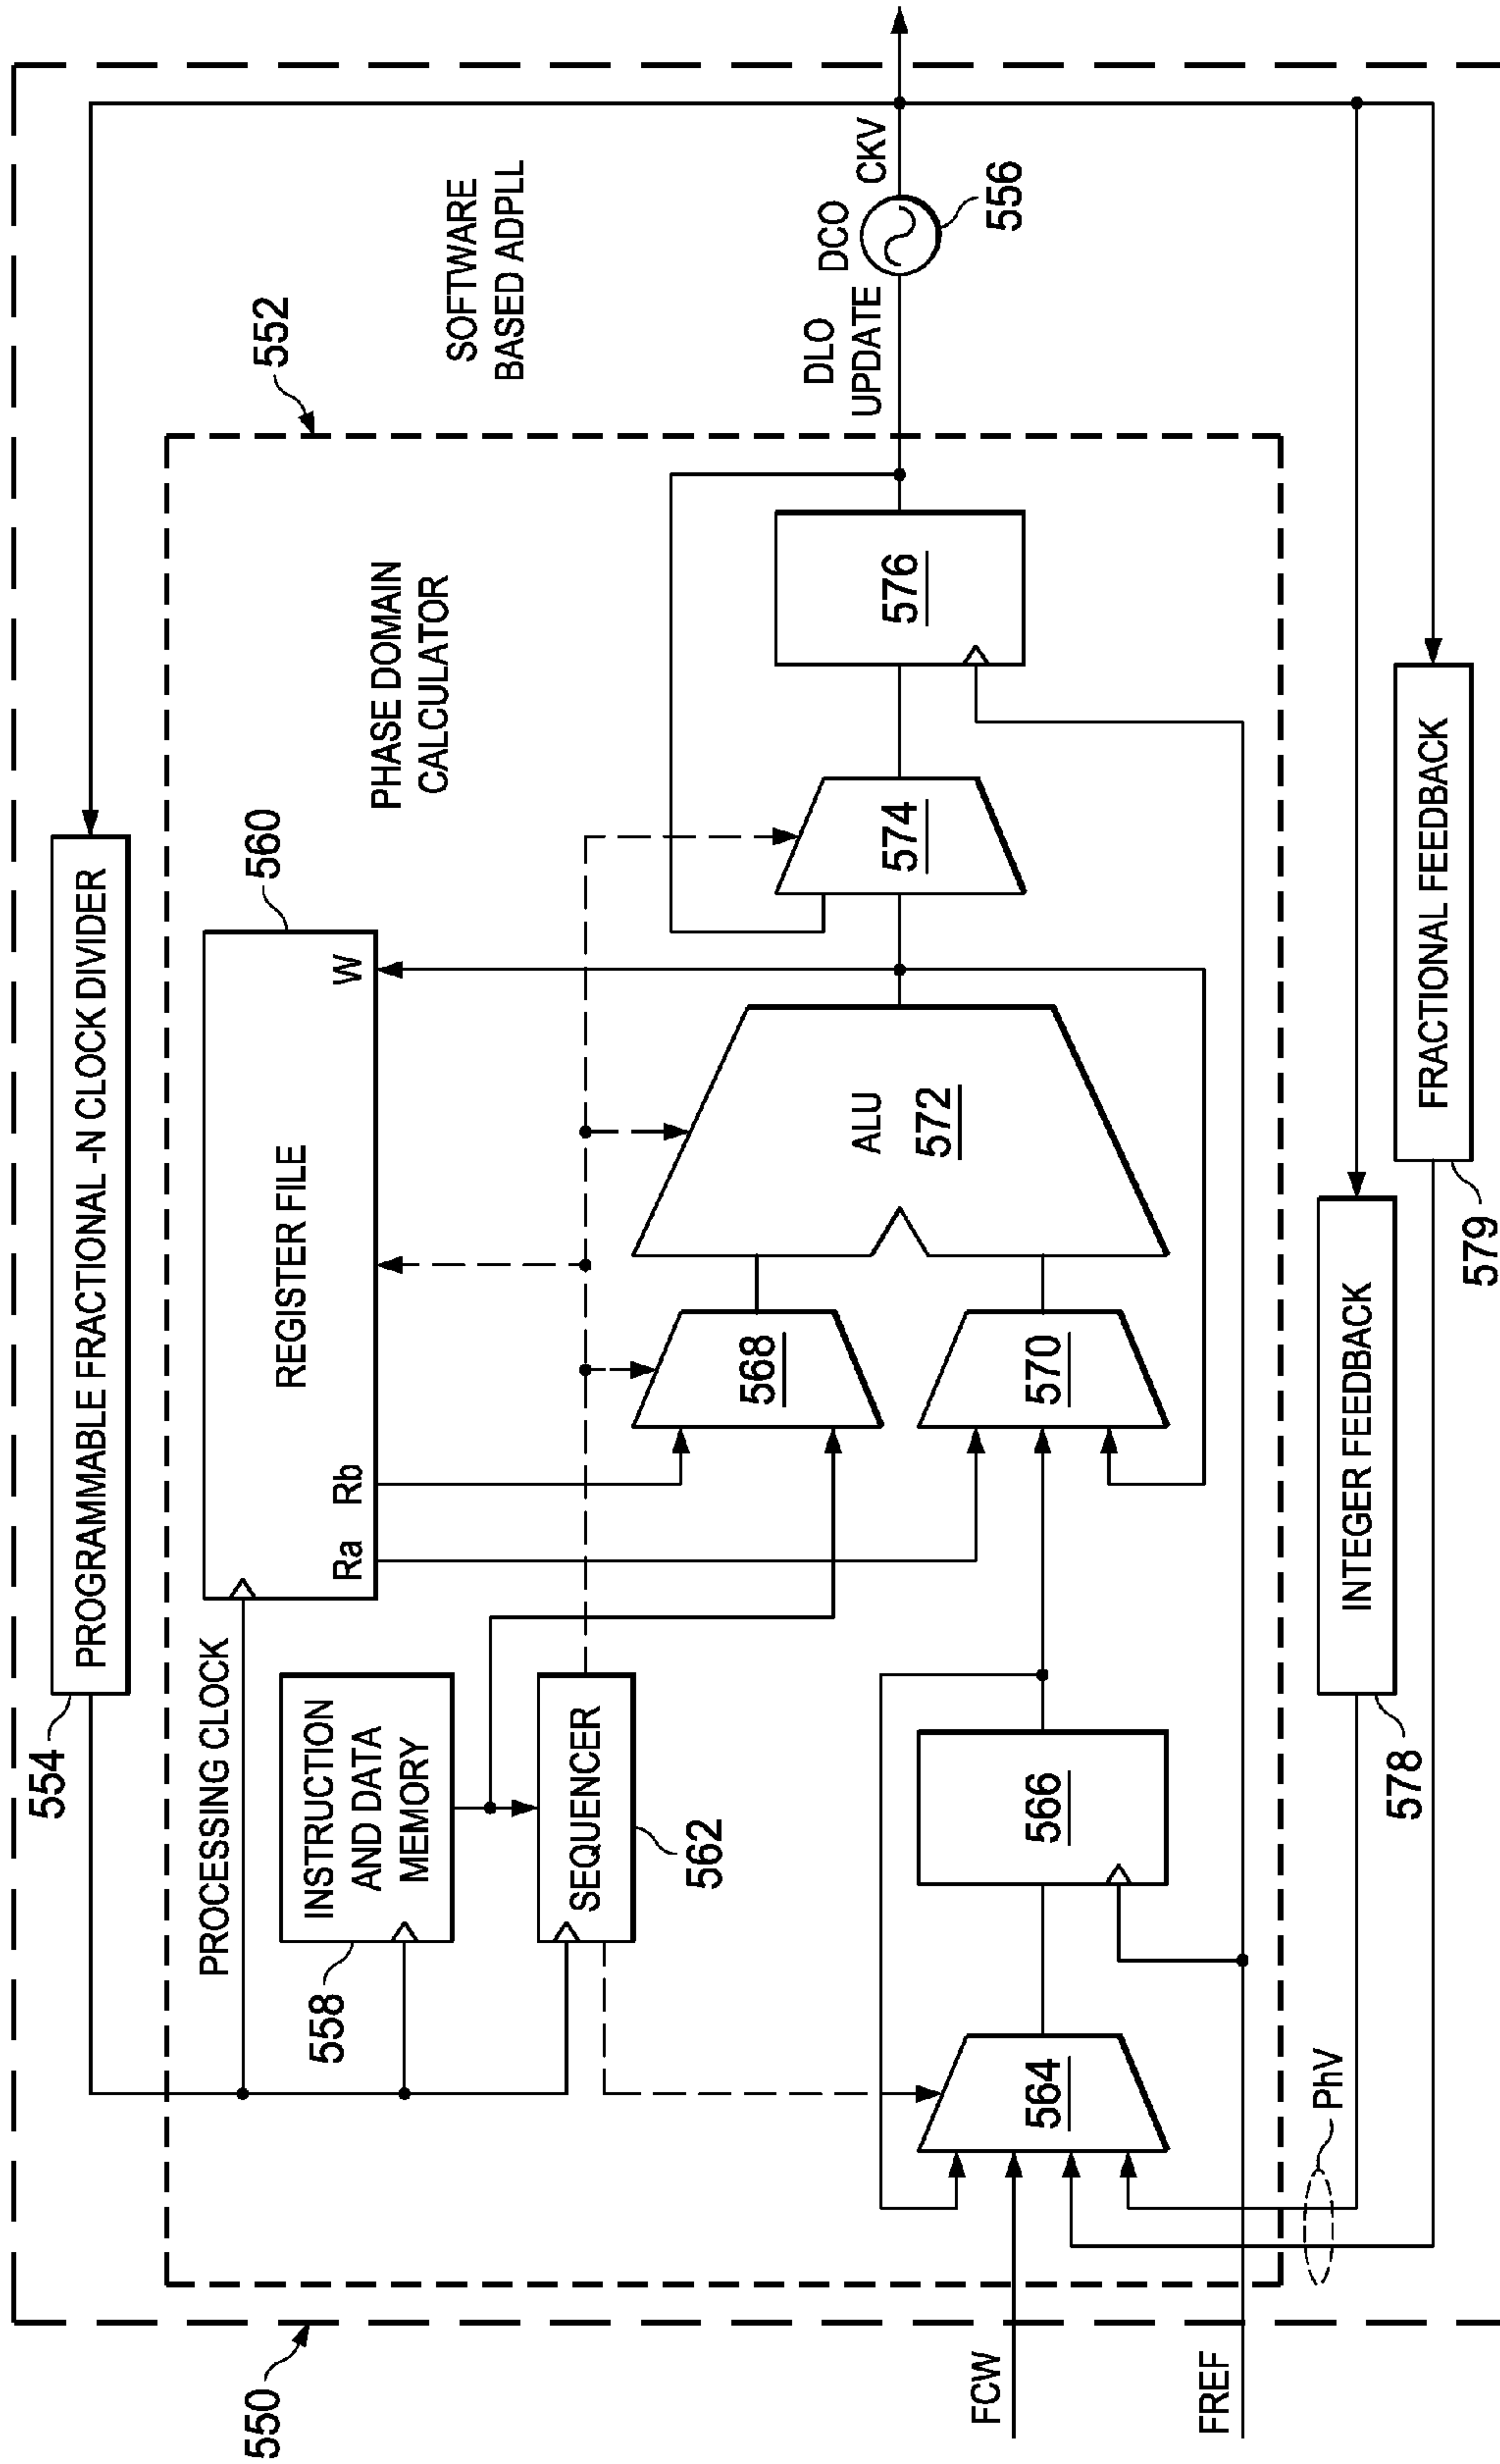 550
554
PROGRAMMABLE FRACTIONAL -N CLOCK DIVIDER
552
SOFTWARE
BASED ADPLL
PROCESSING CLOCK
560
REGISTER FILE
Ra
Rb
W
PHASE DOMAIN
CALCULATOR
558
INSTRUCTION
AND DATA
MEMORY
SEQUENCER
562
568
570
ALU
572
574
576
DLO
UPDATE
DCO
CKV
556
FCW
564
566
FREF
PhV
INTEGER FEEDBACK
578
FRACTIONAL FEEDBACK
579